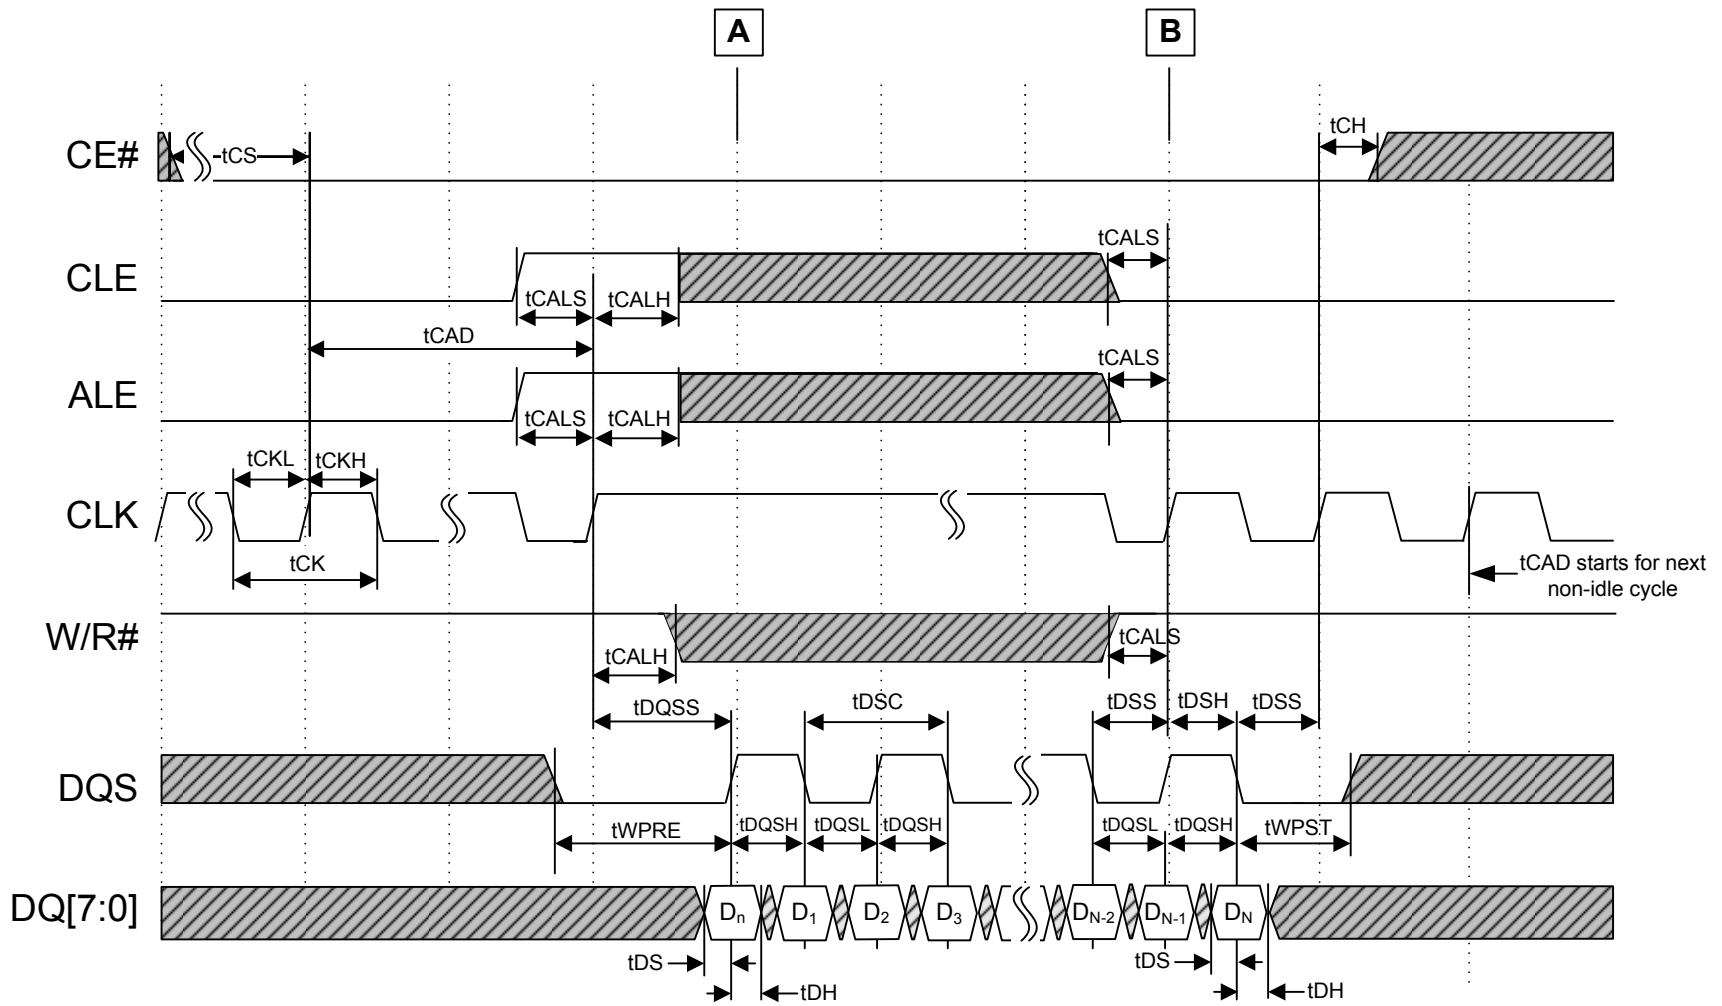 A
B
CE#
tCS
tCH
CLE
tCALS
tCALH
tCALS
tCAD
ALE
tCALS
tCALH
tCALS
CLK
tCKL
tCKH
tCK
tCAD starts for next
non-idle cycle
W/R#
tCALH
tCALS
tDQSS
tDSC
tDSS
tDSH
tDSS
DQS
tWPRE
tDQSH
tDQSL
tDQSH
tDQSL
tDQSH
tWPST
DQ[7:0]
Dn
D1
D2
D3
DN-2
DN-1
DN
tDS
tDH
tDS
tDH